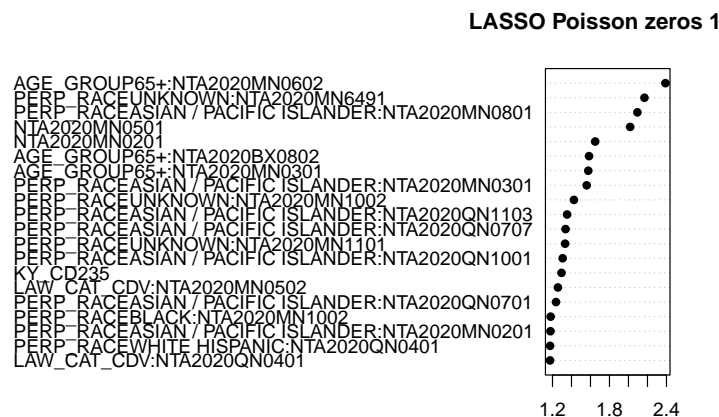 LASSO Poisson zeros 1
AGE_GROUP65+:NTA2020MN0602
PERP_RACEUNKNOWN:NTA2020MN6491
PERP_RACEASIAN / PACIFIC ISLANDER:NTA2020MN0801
NTA2020MN0501
NTA2020MN0201
AGE_GROUP65+:NTA2020BX0802
AGE_GROUP65+:NTA2020MN0301
PERP_RACEASIAN / PACIFIC ISLANDER:NTA2020MN0301
PERP_RACEUNKNOWN:NTA2020MN1002
PERP_RACEASIAN / PACIFIC ISLANDER:NTA2020QN1103
PERP_RACEASIAN / PACIFIC ISLANDER:NTA2020QN0707
PERP_RACEUNKNOWN:NTA2020MN1101
PERP_RACEASIAN / PACIFIC ISLANDER:NTA2020QN1001
KY_CD235
LAW_CAT_CDV:NTA2020MN0502
PERP_RACEASIAN / PACIFIC ISLANDER:NTA2020QN0701
PERP_RACEBLACK:NTA2020MN1002
PERP_RACEASIAN / PACIFIC ISLANDER:NTA2020MN0201
PERP_RACEWHITE HISPANIC:NTA2020QN0401
LAW_CAT_CDV:NTA2020QN0401
1.2 1.8 2.4